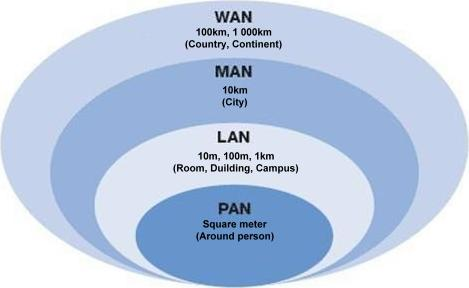 WAN
100km, 1 000km
(Country, Continent)
MAN
10km
(City)
LAN
10m, 100m, 1km
(Room, Duilding, Campus)
PAN
Square meter
(Around person)